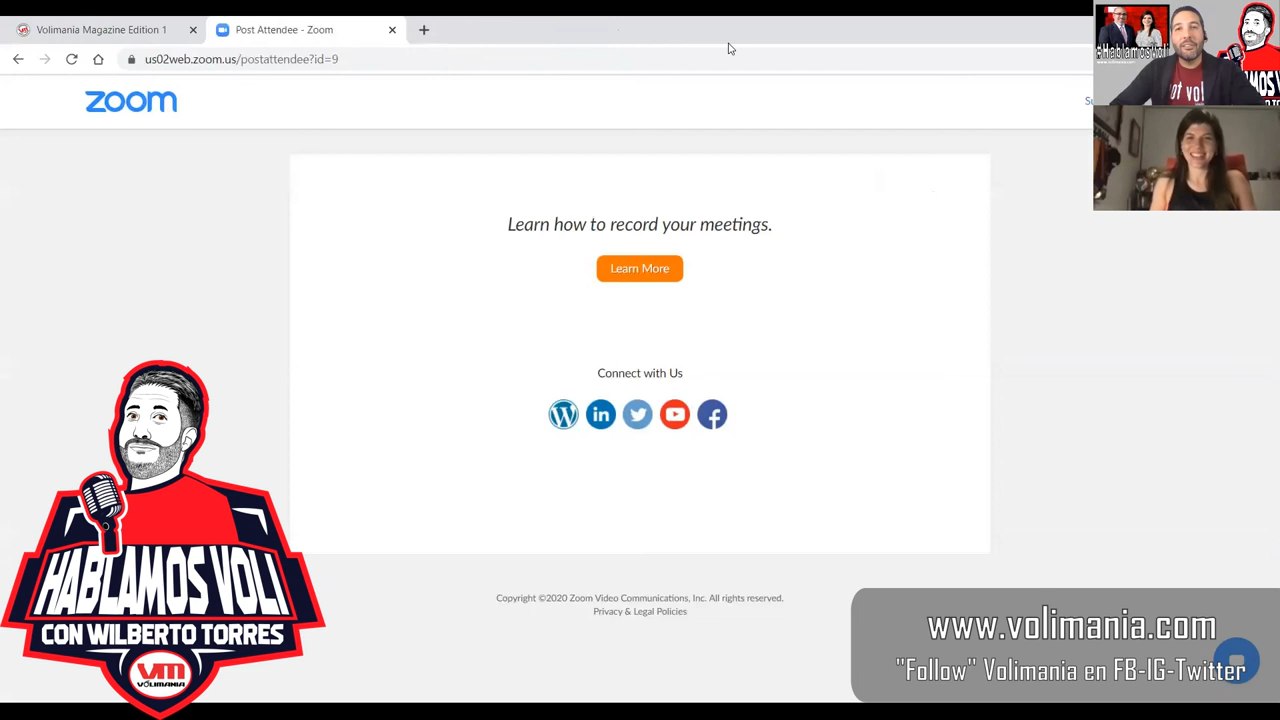 Volimania Magazine Edition 1
Post Attendee - Zoom
us02web.zoom.us/postattendee?id=9
zoom
Learn how to record your meetings.
Learn More
Connect with Us
Copyright ©2020 Zoom Video Communications, Inc. All rights reserved.
Privacy & Legal Policies
#HablamosVoli
HABLAMOS VOLI
CON WILBERTO TORRES
VM
VOLIMANIA
www.volimania.com
"Follow" Volimania en FB-IG-Twitter